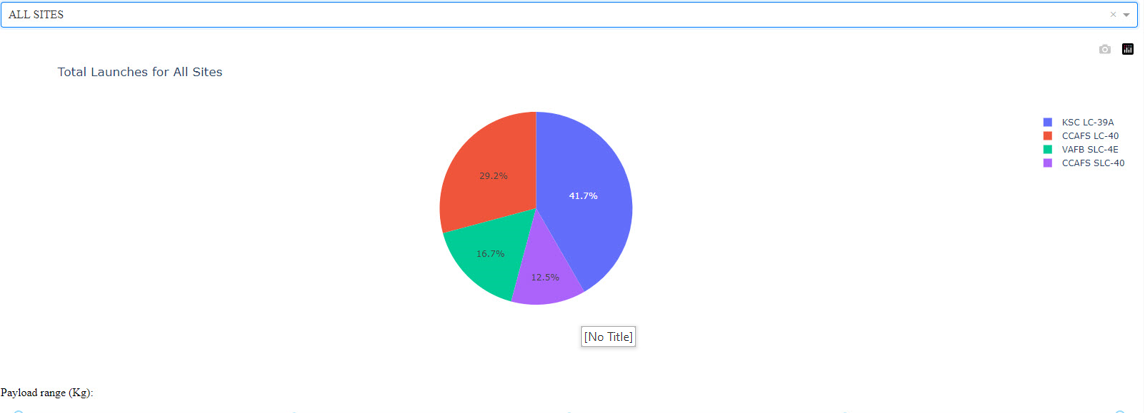 ALL SITES
Total Launches for All Sites
KSC LC-39A
CCAFS LC-40
VAFB SLC-4E
CCAFS SLC-40
29.2%
41.7%
16.7%
12.5%
[No Title]
Payload range (Kg):